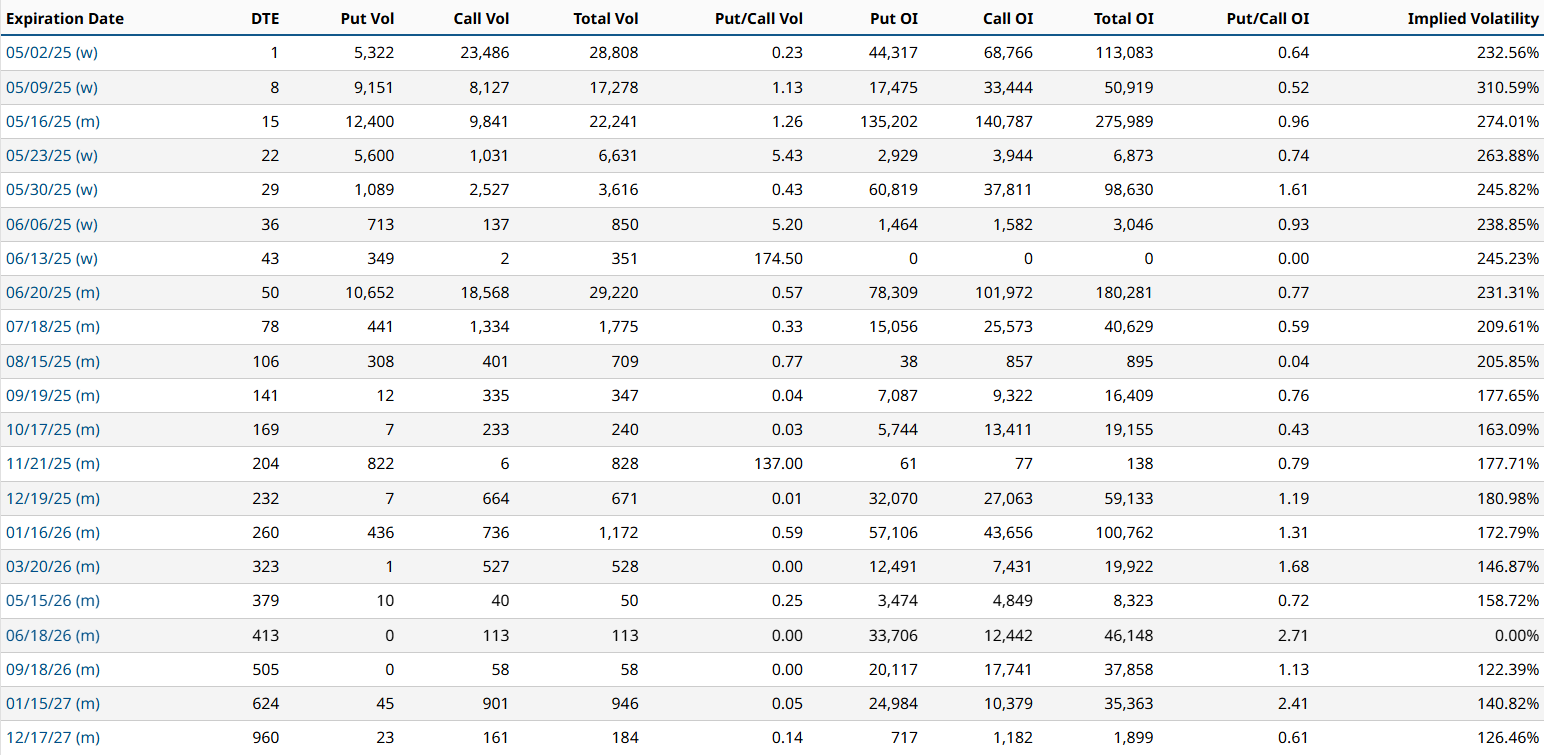 Expiration Date DTE Put Vol Call Vol Total Vol Put/Call Vol Put OI Call OI Total OI Put/Call OI Implied Volatility
05/02/25 (w) 1 5,322 23,486 28,808 0.23 44,317 68,766 113,083 0.64 232.56%
05/09/25 (w) 8 9,151 8,127 17,278 1.13 17,475 33,444 50,919 0.52 310.59%
05/16/25 (m) 15 12,400 9,841 22,241 1.26 135,202 140,787 275,989 0.96 274.01%
05/23/25 (w) 22 5,600 1,031 6,631 5.43 2,929 3,944 6,873 0.74 263.88%
05/30/25 (w) 29 1,089 2,527 3,616 0.43 60,819 37,811 98,630 1.61 245.82%
06/06/25 (w) 36 713 137 850 5.20 1,464 1,582 3,046 0.93 238.85%
06/13/25 (w) 43 349 2 351 174.50 0 0 0 0.00 245.23%
06/20/25 (m) 50 10,652 18,568 29,220 0.57 78,309 101,972 180,281 0.77 231.31%
07/18/25 (m) 78 441 1,334 1,775 0.33 15,056 25,573 40,629 0.59 209.61%
08/15/25 (m) 106 308 401 709 0.77 38 857 895 0.04 205.85%
09/19/25 (m) 141 12 335 347 0.04 7,087 9,322 16,409 0.76 177.65%
10/17/25 (m) 169 7 233 240 0.03 5,744 13,411 19,155 0.43 163.09%
11/21/25 (m) 204 822 6 828 137.00 61 77 138 0.79 177.71%
12/19/25 (m) 232 7 664 671 0.01 32,070 27,063 59,133 1.19 180.98%
01/16/26 (m) 260 436 736 1,172 0.59 57,106 43,656 100,762 1.31 172.79%
03/20/26 (m) 323 1 527 528 0.00 12,491 7,431 19,922 1.68 146.87%
05/15/26 (m) 379 10 40 50 0.25 3,474 4,849 8,323 0.72 158.72%
06/18/26 (m) 413 0 113 113 0.00 33,706 12,442 46,148 2.71 0.00%
09/18/26 (m) 505 0 58 58 0.00 20,117 17,741 37,858 1.13 122.39%
01/15/27 (m) 624 45 901 946 0.05 24,984 10,379 35,363 2.41 140.82%
12/17/27 (m) 960 23 161 184 0.14 717 1,182 1,899 0.61 126.46%